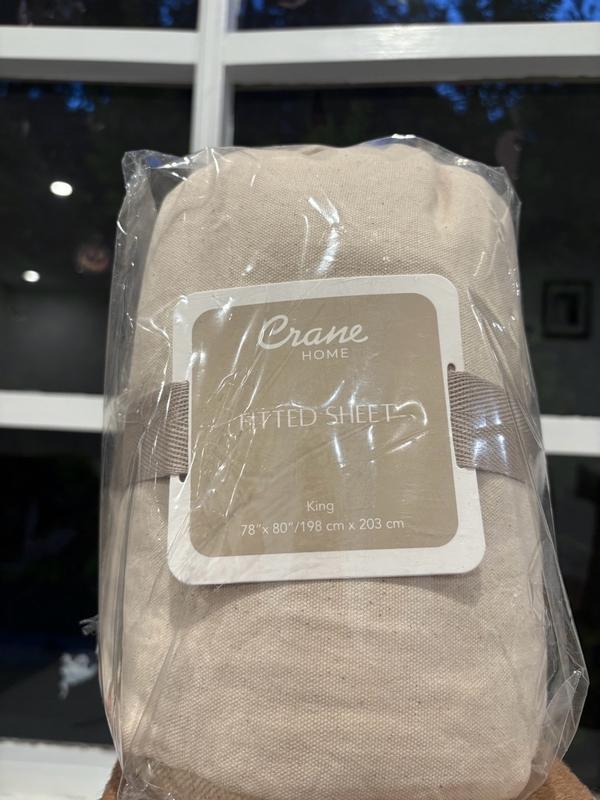 Crane
HOME
FITTED SHEET
King
78"x 80"/198 cm x 203 cm